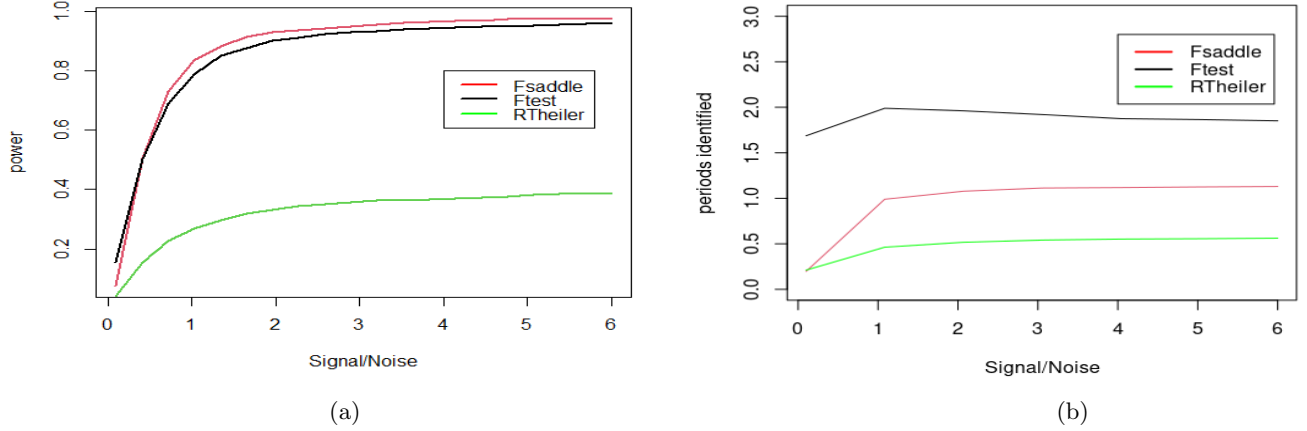 power
1.0
0.8
0.6
0.4
0.2
Fsaddle
Ftest
RTheiler
0 1 2 3 4 5 6
Signal/Noise
(a)
periods identified
3.0
2.5
2.0
1.5
1.0
0.5
0.0
Fsaddle
Ftest
RTheiler
0 1 2 3 4 5 6
Signal/Noise
(b)